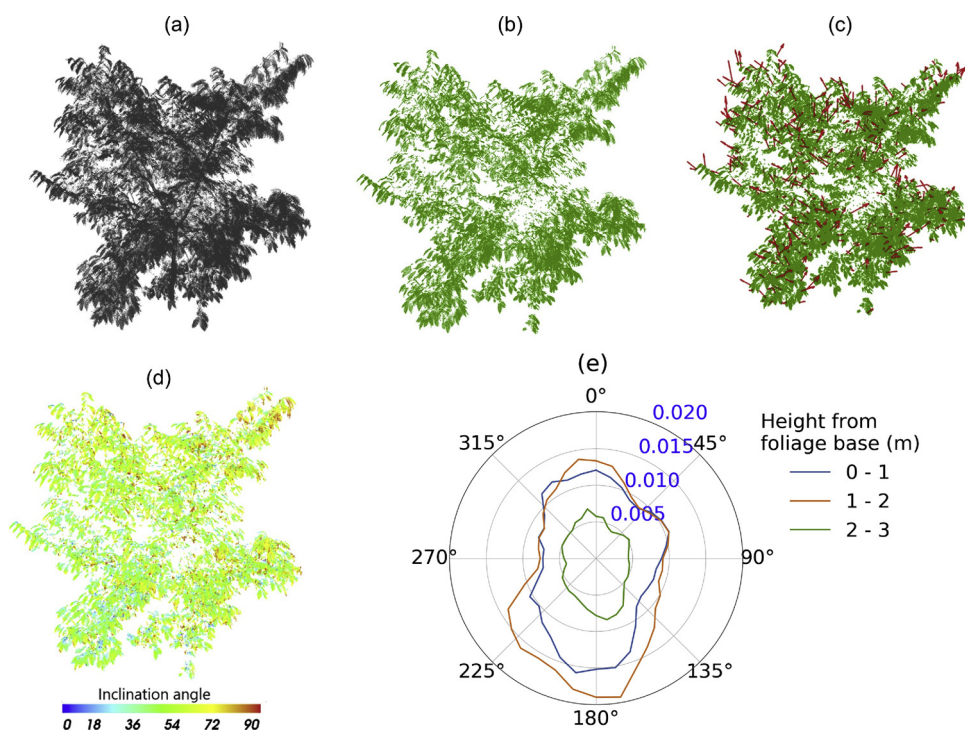 (a)
(b)
(c)
(d)
Inclination angle
0 18 36 54 72 90
(e)
0°
0.020
315°
0.015
45°
0.010
0.005
270°
90°
225°
135°
180°
Height from
foliage base (m)
0 - 1
1 - 2
2 - 3